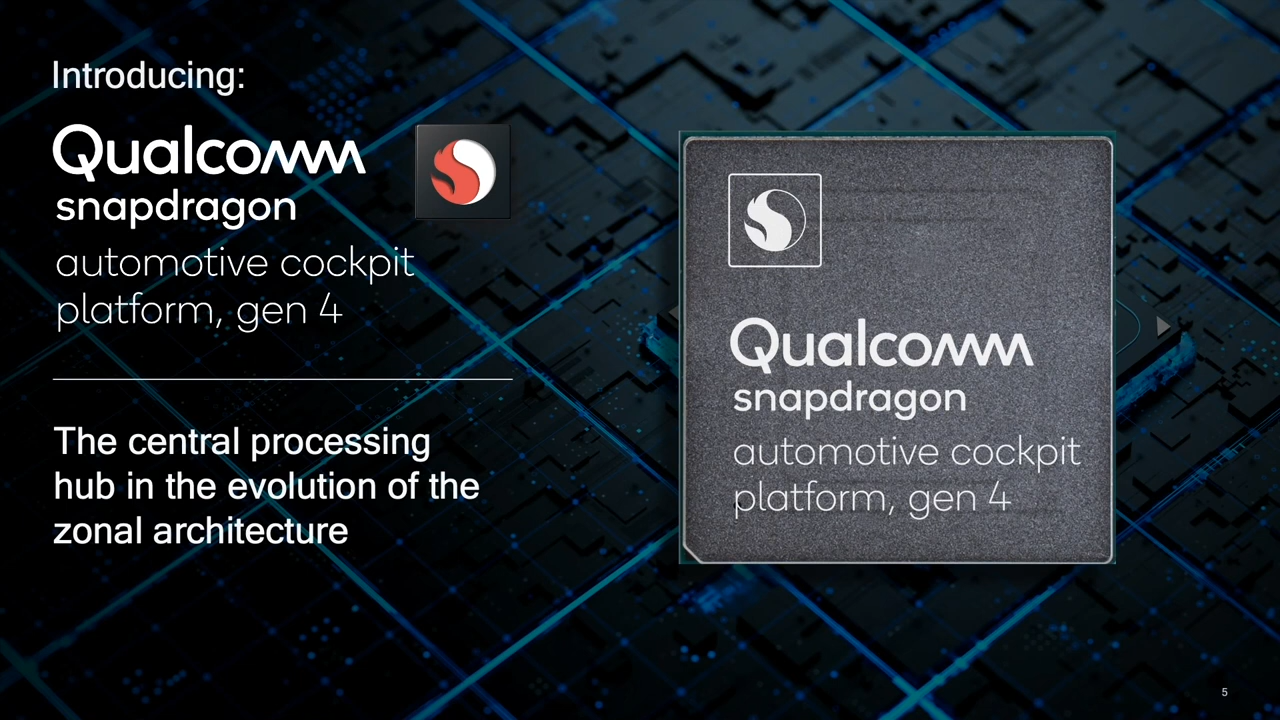 Introducing:
Qualcomm
snapdragon
automotive cockpit
platform, gen 4
The central processing
hub in the evolution of the
zonal architecture
Qualcomm
snapdragon
automotive cockpit
platform, gen 4
5